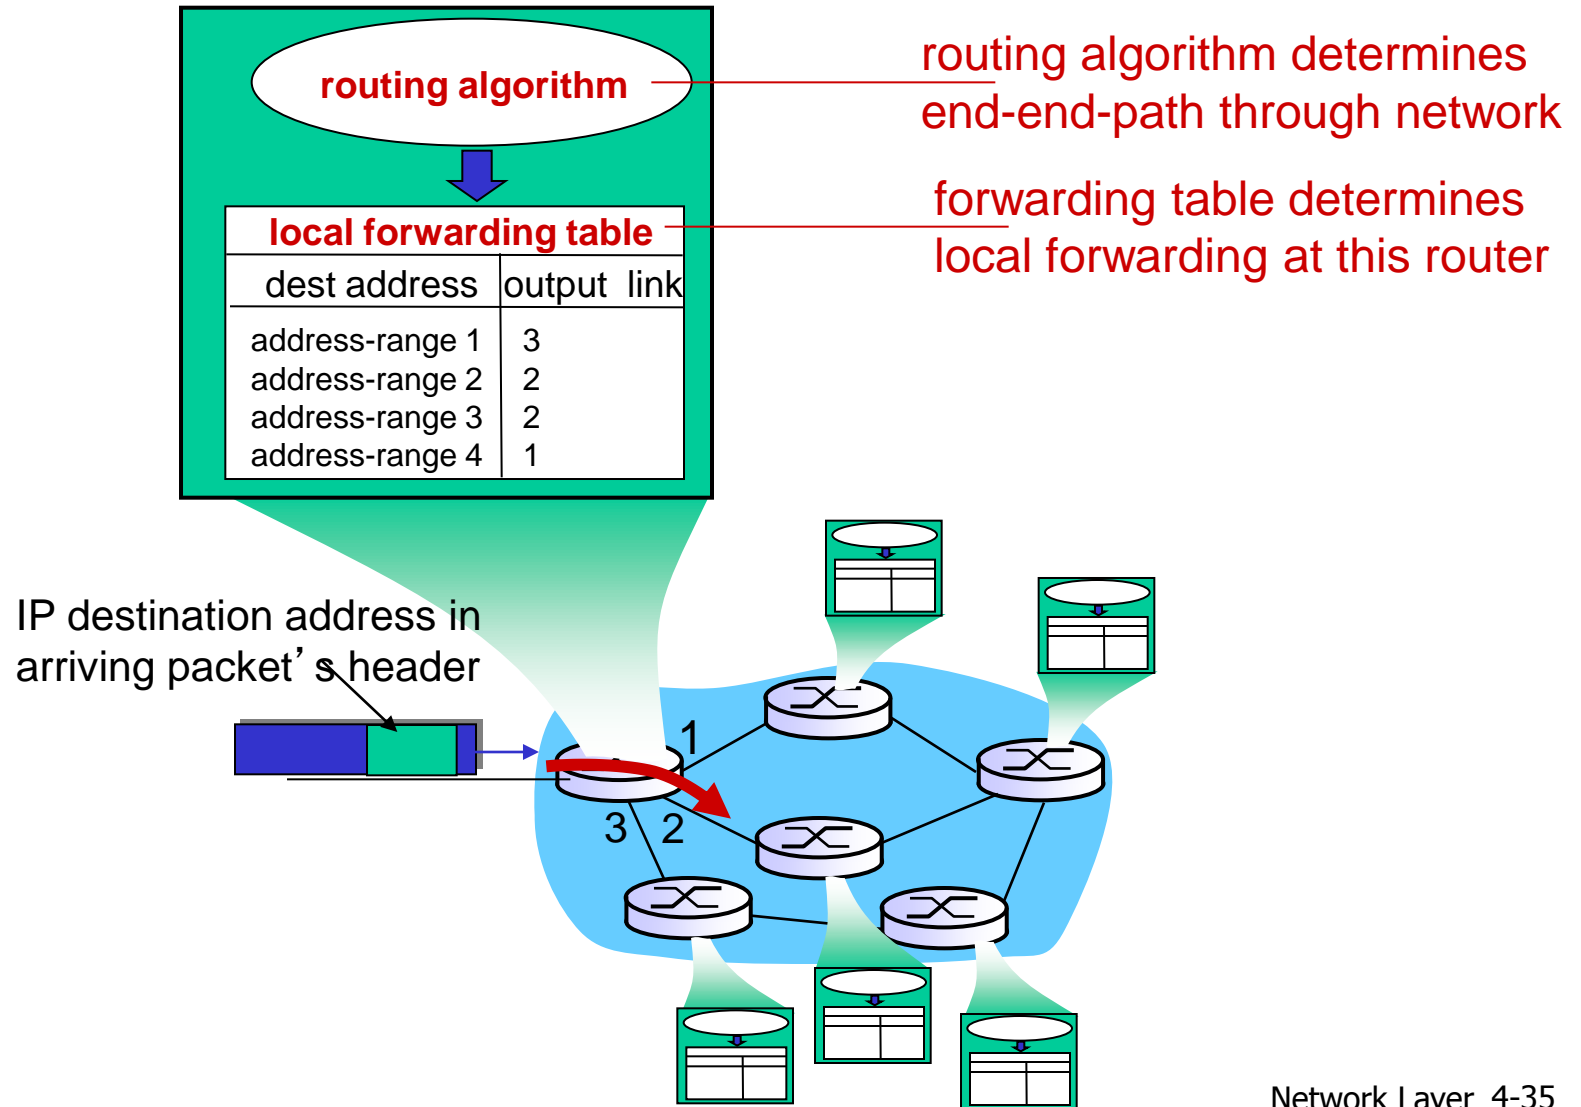 routing algorithm
routing algorithm determines
end-end-path through network
local forwarding table
forwarding table determines
local forwarding at this router
dest address output link
address-range 1 3
address-range 2 2
address-range 3 2
address-range 4 1
IP destination address in
arriving packet’s header
1
3 2
Network Layer 4-35